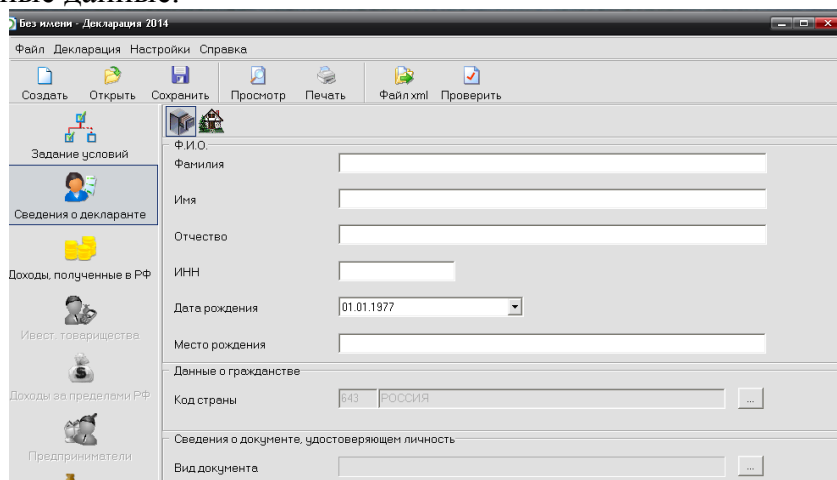 ные данные.
Без имени - Декларация 2014
Файл Декларация Настройки Справка
Создать Открыть Сохранить Просмотр Печать Файл xml Проверить
Задание условий
Сведения о декларанте
Доходы, полученные в РФ
Ивест. товарищества
Доходы за пределами РФ
Предприниматели
Ф.И.О.
Фамилия
Имя
Отчество
ИНН
Дата рождения 01.01.1977
Место рождения
Данные о гражданстве
Код страны 643 РОССИЯ ...
Сведения о документе, удостоверяющем личность
Вид документа ...